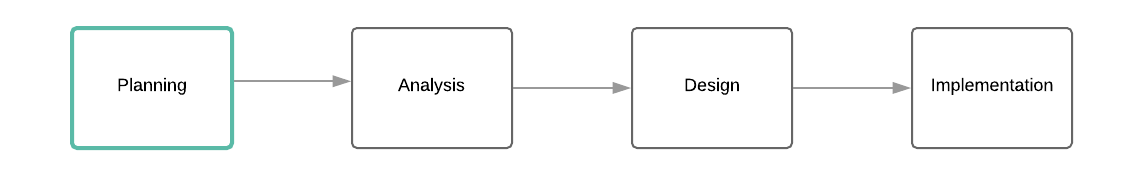 Planning
Analysis
Design
Implementation